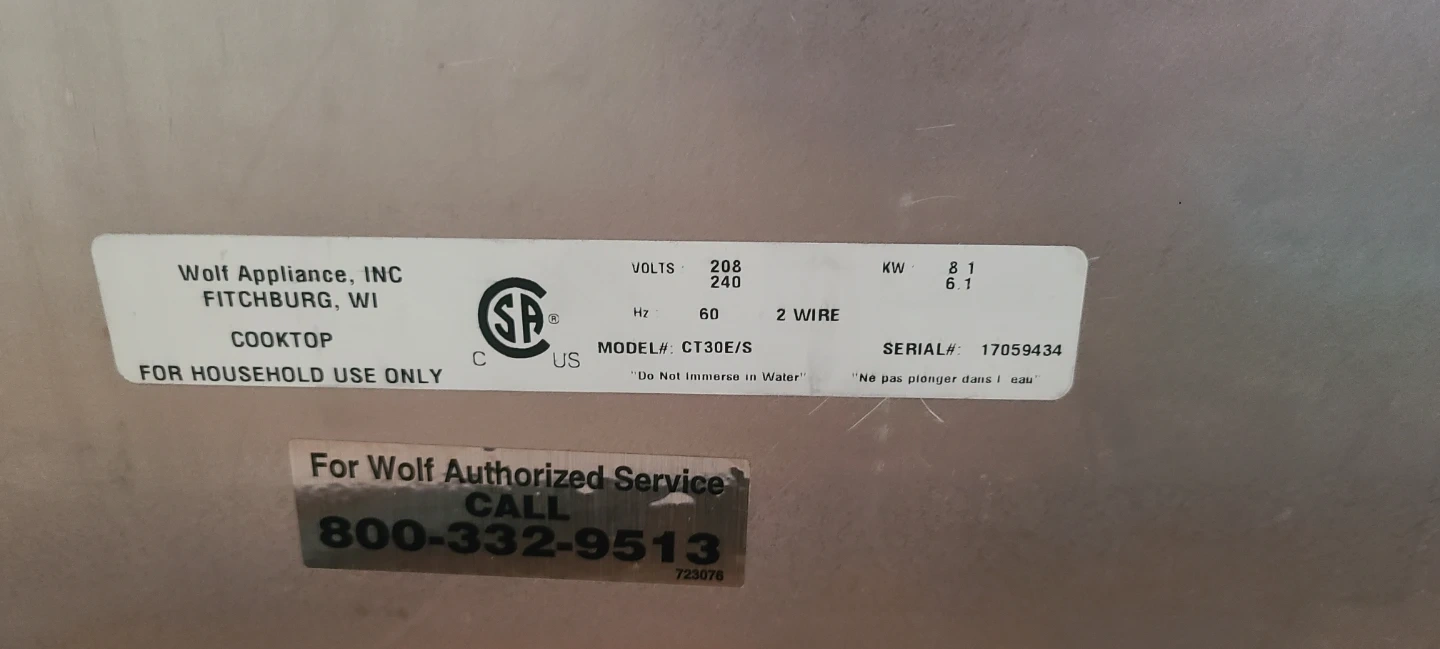 Wolf Appliance, INC
FITCHBURG, WI
COOKTOP
FOR HOUSEHOLD USE ONLY
CSA®
C US
VOLTS : 208
240
KW : 8 1
6.1
Hz : 60 2 WIRE
MODEL#: CT30E/S
SERIAL#: 17059434
"Do Not Immerse in Water"
"Ne pas plonger dans l eau"
For Wolf Authorized Service
CALL
800-332-9513
723076